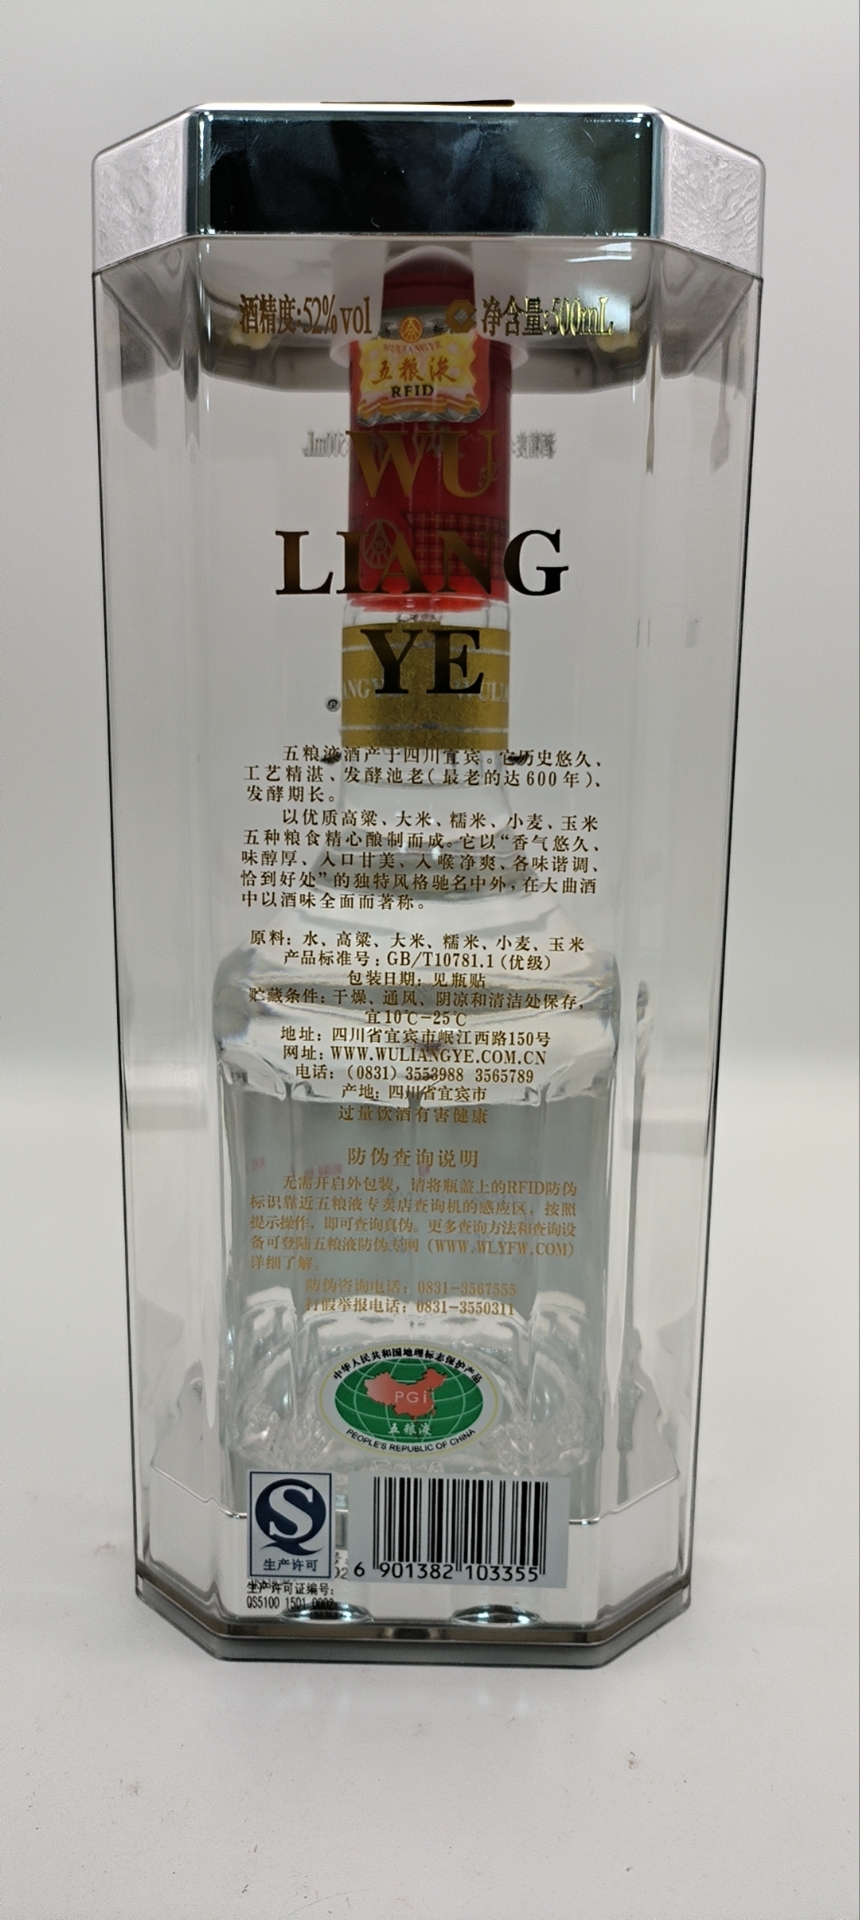 酒精度:52%vol 净含量:500mL
WULIANGYE
五粮液
RFID
WU
LIANG
YE
®
五粮液酒产于四川宜宾。它历史悠久、
工艺精湛、发酵池老(最老的达600年)、
发酵期长。
以优质高粱、大米、糯米、小麦、玉米
五种粮食精心酿制而成。它以“香气悠久、
味醇厚、入口甘美、入喉净爽、各味谐调、
恰到好处”的独特风格驰名中外,在大曲酒
中以酒味全面而著称。
原料: 水、高粱、大米、糯米、小麦、玉米
产品标准号: GB/T10781.1 (优级)
包装日期: 见瓶贴
贮藏条件: 干燥、通风、阴凉和清洁处保存,
宜10℃-25℃
地址: 四川省宜宾市岷江西路150号
网址: WWW.WULIANGYE.COM.CN
电话: (0831) 3553988 3565789
产地: 四川省宜宾市
过量饮酒有害健康
防伪查询说明
无需开启外包装, 请将瓶盖上的RFID防伪
标识靠近五粮液专卖店查询机的感应区, 按照
提示操作, 即可查询真伪。更多查询方法和查询设
备可登陆五粮液防伪专网 (WWW.WLYFW.COM)
详细了解。
防伪咨询电话: 0831-3567555
打假举报电话: 0831-3550311
中华人民共和国地理标志保护产品
PGI
五粮液
PEOPLE'S REPUBLIC OF CHINA
S
生产许可
6 901382 103355
生产许可证编号:
QS5100 1501 0002